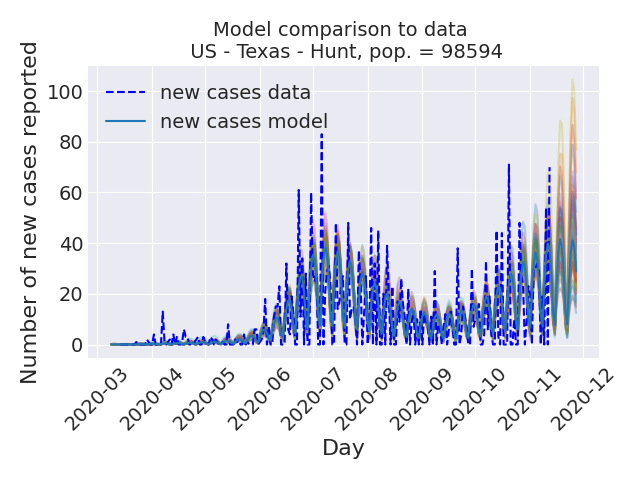 Model comparison to data
US - Texas - Hunt, pop. = 98594
Number of new cases reported
100
80
60
40
20
0
new cases data
new cases model
2020-03
2020-04
2020-05
2020-06
2020-07
2020-08
2020-09
2020-10
2020-11
2020-12
Day